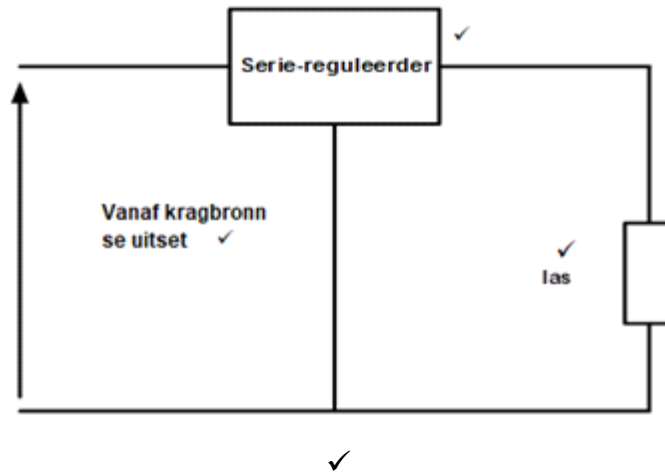 Serie-reguleerder ✓
Vanaf kragbronn
se uitset ✓
✓
las
✓